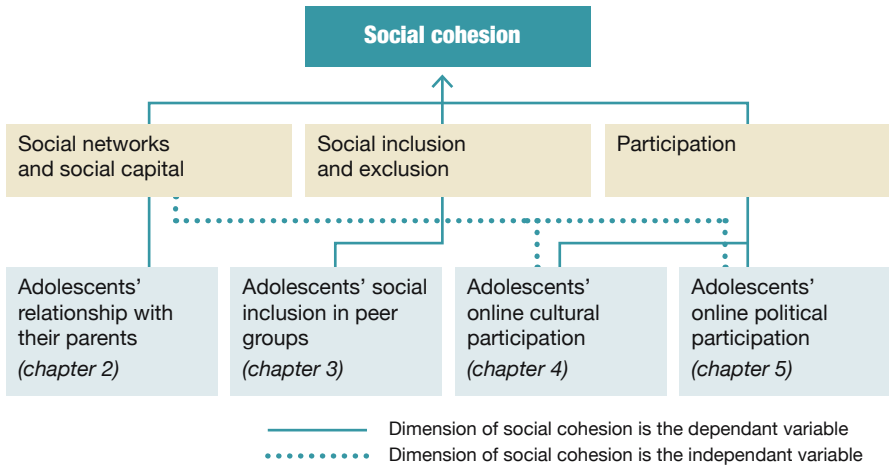 Social cohesion
Social networks
and social capital
Social inclusion
and exclusion
Participation
Adolescents'
relationship with
their parents
(chapter 2)
Adolescents' social
inclusion in peer
groups
(chapter 3)
Adolescents'
online cultural
participation
(chapter 4)
Adolescents'
online political
participation
(chapter 5)
Dimension of social cohesion is the dependant variable
Dimension of social cohesion is the independant variable